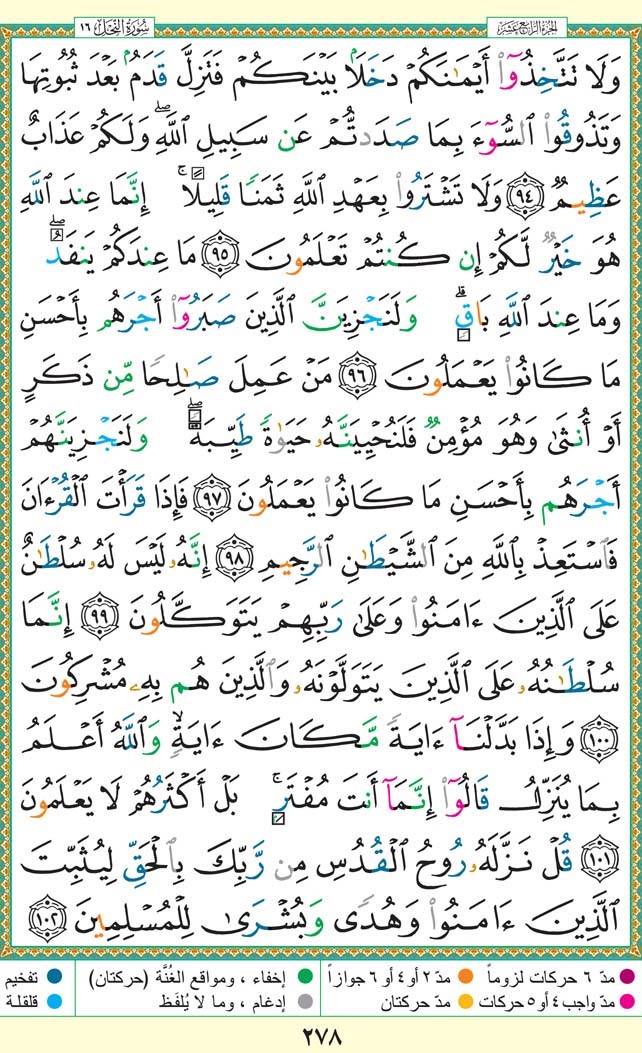 الجزء الرابع عشر
سورة النحل ١٦
وَلَا تَتَّخِذُوٓا۟ أَيْمَـٰنَكُمْ دَخَلًۢا بَيْنَكُمْ فَتَزِلَّ قَدَمٌۢ بَعْدَ ثُبُوتِهَا
وَتَذُوقُوا۟ ٱلسُّوٓءَ بِمَا صَدَدتُّمْ عَن سَبِيلِ ٱللَّهِ ۖ وَلَكُمْ عَذَابٌ
عَظِيمٌ ٩٤ وَلَا تَشْتَرُوا۟ بِعَهْدِ ٱللَّهِ ثَمَنًا قَلِيلًا ۚ إِنَّمَا عِندَ ٱللَّهِ
هُوَ خَيْرٌ لَّكُمْ إِن كُنتُمْ تَعْلَمُونَ ٩٥ مَا عِندَكُمْ يَنفَدُ ۖ
وَمَا عِندَ ٱللَّهِ بَاقٍ ۗ وَلَنَجْزِيَنَّ ٱلَّذِينَ صَبَرُوٓا۟ أَجْرَهُم بِأَحْسَنِ
مَا كَانُوا۟ يَعْمَلُونَ ٩٦ مَنْ عَمِلَ صَـٰلِحًا مِّن ذَكَرٍ
أَوْ أُنثَىٰ وَهُوَ مُؤْمِنٌ فَلَنُحْيِيَنَّهُۥ حَيَوٰةً طَيِّبَةً ۖ وَلَنَجْزِيَنَّهُمْ
أَجْرَهُم بِأَحْسَنِ مَا كَانُوا۟ يَعْمَلُونَ ٩٧ فَإِذَا قَرَأْتَ ٱلْقُرْءَانَ
فَٱسْتَعِذْ بِٱللَّهِ مِنَ ٱلشَّيْطَـٰنِ ٱلرَّجِيمِ ٩٨ إِنَّهُۥ لَيْسَ لَهُۥ سُلْطَـٰنٌ
عَلَى ٱلَّذِينَ ءَامَنُوا۟ وَعَلَىٰ رَبِّهِمْ يَتَوَكَّلُونَ ٩٩ إِنَّمَا
سُلْطَـٰنُهُۥ عَلَى ٱلَّذِينَ يَتَوَلَّوْنَهُۥ وَٱلَّذِينَ هُم بِهِۦ مُشْرِكُونَ
١٠٠ وَإِذَا بَدَّلْنَآ ءَايَةً مَّكَانَ ءَايَةٍ ۙ وَٱللَّهُ أَعْلَمُ
بِمَا يُنَزِّلُ قَالُوٓا۟ إِنَّمَآ أَنتَ مُفْتَرٍۭ ۚ بَلْ أَكْثَرُهُمْ لَا يَعْلَمُونَ
١٠١ قُلْ نَزَّلَهُۥ رُوحُ ٱلْقُدُسِ مِن رَّبِّكَ بِٱلْحَقِّ لِيُثَبِّتَ
ٱلَّذِينَ ءَامَنُوا۟ وَهُدًى وَبُشْرَىٰ لِلْمُسْلِمِينَ ١٠٢
مدّ ٦ حركات لزوماً مدّ ٢ أو ٤ أو ٦ جوازاً إخفاء ، ومواقع الغُنَّة (حركتان) تفخيم
مدّ واجب ٤ أو ٥ حركات مدّ حركتان إدغام ، وما لا يُلفَظ قلقلة
٢٧٨